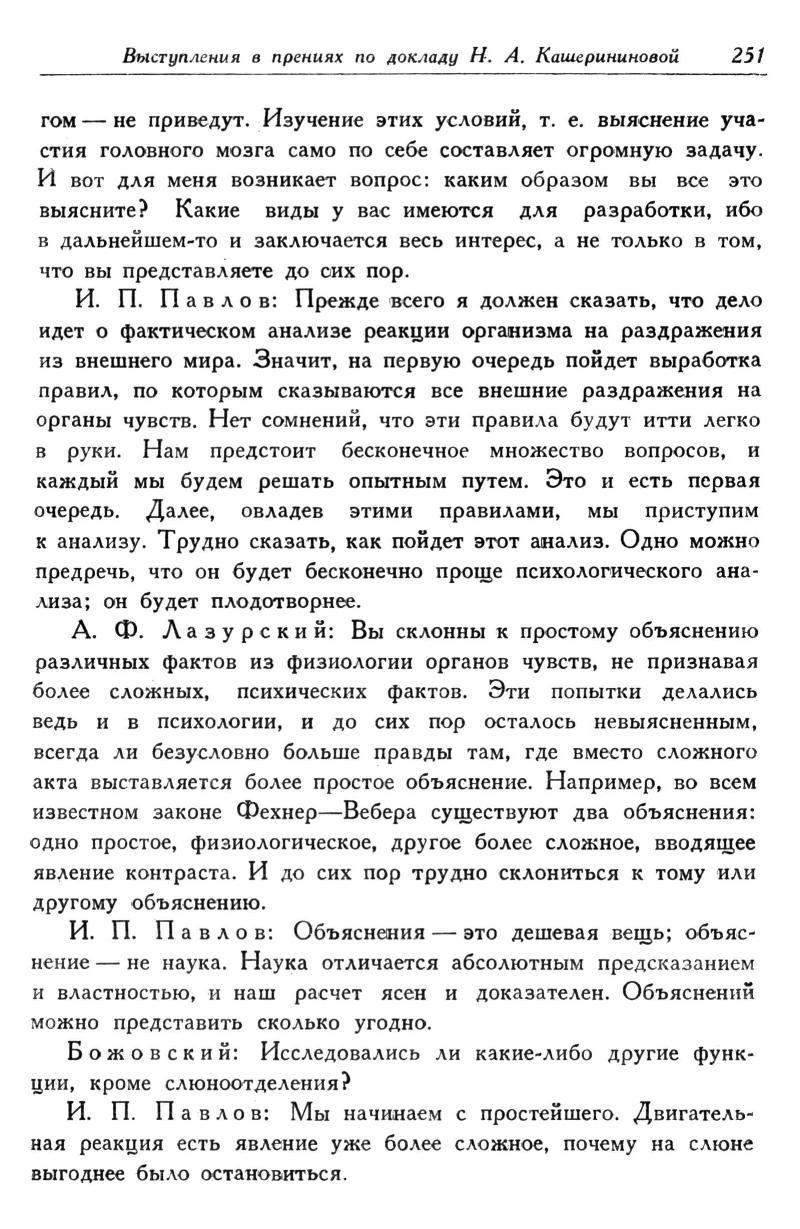 Выступления в прениях по докладу Н. А. Кашерининовой 251
гом — не приведут. Изучение этих условий, т. е. выяснение уча-
стия головного мозга само по себе составляет огромную задачу.
И вот для меня возникает вопрос: каким образом вы все это
выясните? Какие виды у вас имеются для разработки, ибо
в дальнейшем-то и заключается весь интерес, а не только в том,
что вы представляете до сих пор.
И. П. Павлов: Прежде всего я должен сказать, что дело
идет о фактическом анализе реакции организма на раздражения
из внешнего мира. Значит, на первую очередь пойдет выработка
правил, по которым сказываются все внешние раздражения на
органы чувств. Нет сомнений, что эти правила будут итти легко
в руки. Нам предстоит бесконечное множество вопросов, и
каждый мы будем решать опытным путем. Это и есть первая
очередь. Далее, овладев этими правилами, мы приступим
к анализу. Трудно сказать, как пойдет этот анализ. Одно можно
предречь, что он будет бесконечно проще психологического ана-
лиза; он будет плодотворнее.
А. Ф. Лазурский: Вы склонны к простому объяснению
различных фактов из физиологии органов чувств, не признавая
более сложных, психических фактов. Эти попытки делались
ведь и в психологии, и до сих пор осталось невыясненным,
всегда ли безусловно больше правды там, где вместо сложного
акта выставляется более простое объяснение. Например, во всем
известном законе Фехнер—Вебера существуют два объяснения:
одно простое, физиологическое, другое более сложное, вводящее
явление контраста. И до сих пор трудно склониться к тому или
другому объяснению.
И. П. Павлов: Объяснения — это дешевая вещь; объяс-
нение — не наука. Наука отличается абсолютным предсказанием
и властностью, и наш расчет ясен и доказателен. Объяснений
можно представить сколько угодно.
Божовский: Исследовались ли какие-либо другие функ-
ции, кроме слюноотделения?
И. П. Павлов: Мы начинаем с простейшего. Двигатель-
ная реакция есть явление уже более сложное, почему на слюне
выгоднее было остановиться.